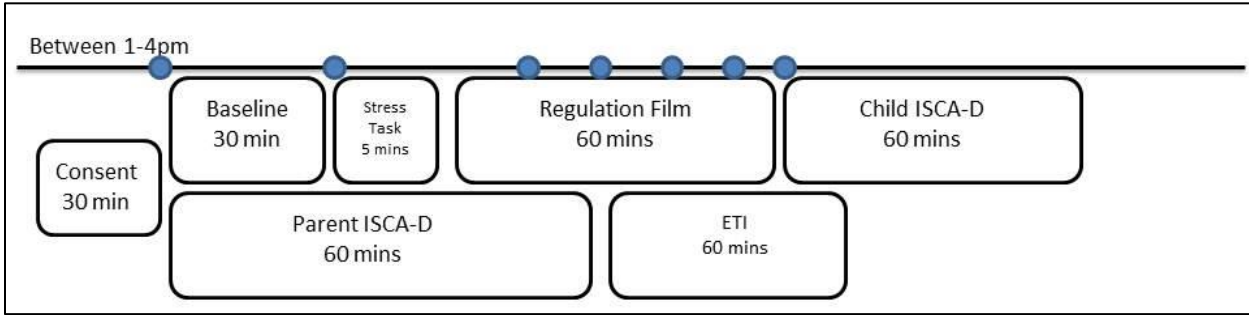 Between 1-4pm
Baseline
30 min
Stress
Task
5 mins
Regulation Film
60 mins
Child ISCA-D
60 mins
Consent
30 min
Parent ISCA-D
60 mins
ETI
60 mins